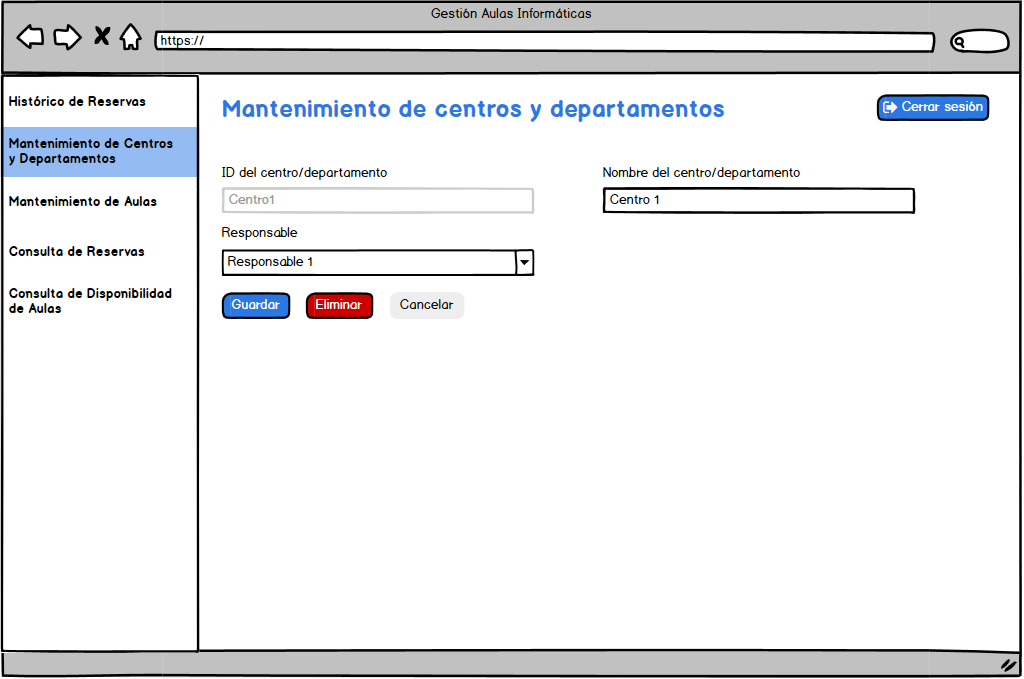 Gestión Aulas Informáticas
https://
Histórico de Reservas
Mantenimiento de Centros
y Departamentos
Mantenimiento de Aulas
Consulta de Reservas
Consulta de Disponibilidad
de Aulas
Mantenimiento de centros y departamentos
Cerrar sesión
ID del centro/departamento
Nombre del centro/departamento
Centro1
Centro 1
Responsable
Responsable 1
Guardar
Eliminar
Cancelar